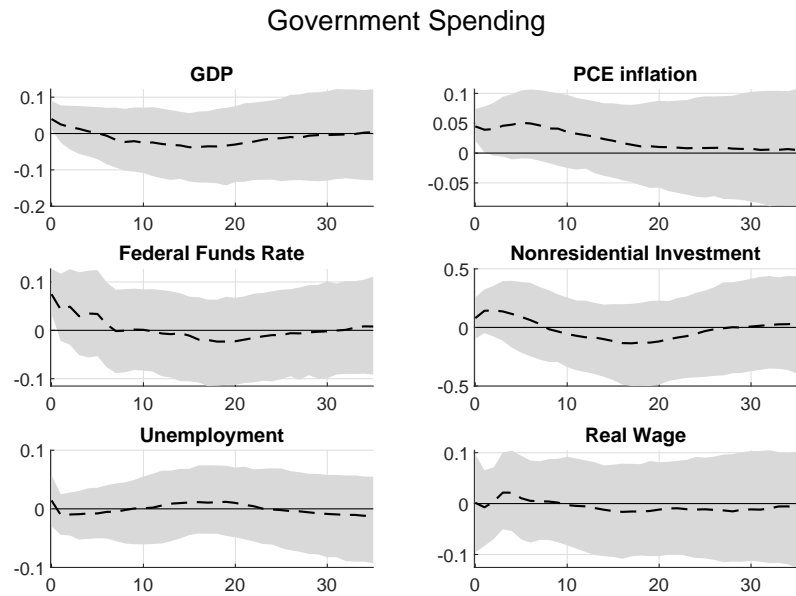 Government Spending
GDP
0.1
0
-0.1
-0.2
0 10 20 30
PCE inflation
0.1
0.05
0
-0.05
0 10 20 30
Federal Funds Rate
0.1
0
-0.1
0 10 20 30
Nonresidential Investment
0.5
0
-0.5
0 10 20 30
Unemployment
0.1
0
-0.1
0 10 20 30
Real Wage
0.1
0
-0.1
0 10 20 30